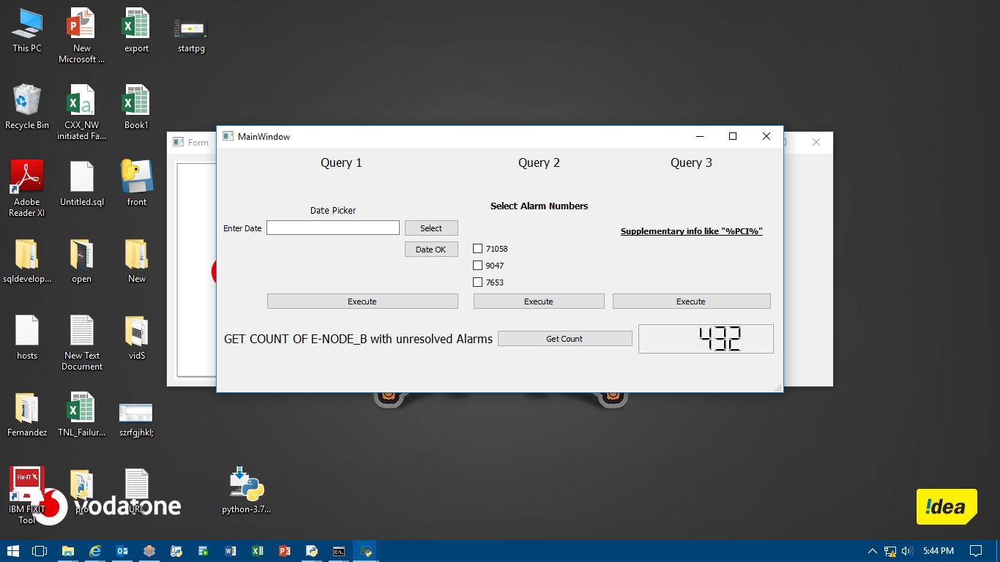 This PC
New
Microsoft ...
export
startpg
Recycle Bin
CXX_NW
initiated Fa...
Book1
Form
MainWindow
Query 1
Query 2
Query 3
Adobe
Reader XI
Untitled.sql
front
Date Picker
Select Alarm Numbers
Enter Date
Select
Supplementary info like "%PCI%"
Date OK
71058
9047
7653
sqldevelop...
open
New
Execute
Execute
Execute
GET COUNT OF E-NODE_B with unresolved Alarms
Get Count
432
hosts
New Text
Document
vidS
Fernandez
TNL_Failur...
szrfgjhkl;
Fix-IT
IBM FIXIT
Tool
pro
URL
vodafone
python-3.7...
!dea
5:44 PM